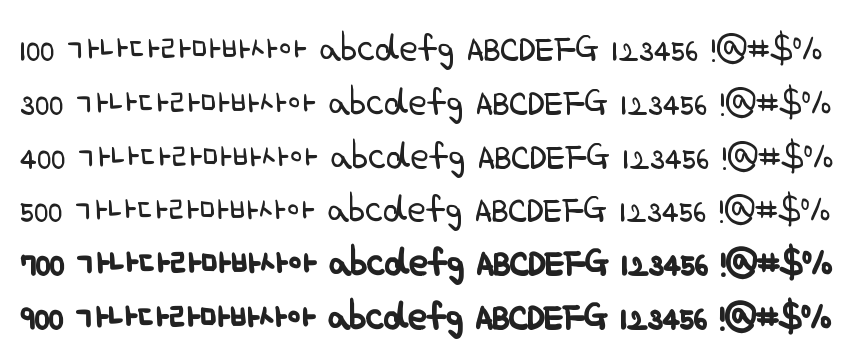 100 가나다라마바사아 abcdefg ABCDEFG 123456 !@#$%
300 가나다라마바사아 abcdefg ABCDEFG 123456 !@#$%
400 가나다라마바사아 abcdefg ABCDEFG 123456 !@#$%
500 가나다라마바사아 abcdefg ABCDEFG 123456 !@#$%
700 가나다라마바사아 abcdefg ABCDEFG 123456 !@#$%
900 가나다라마바사아 abcdefg ABCDEFG 123456 !@#$%